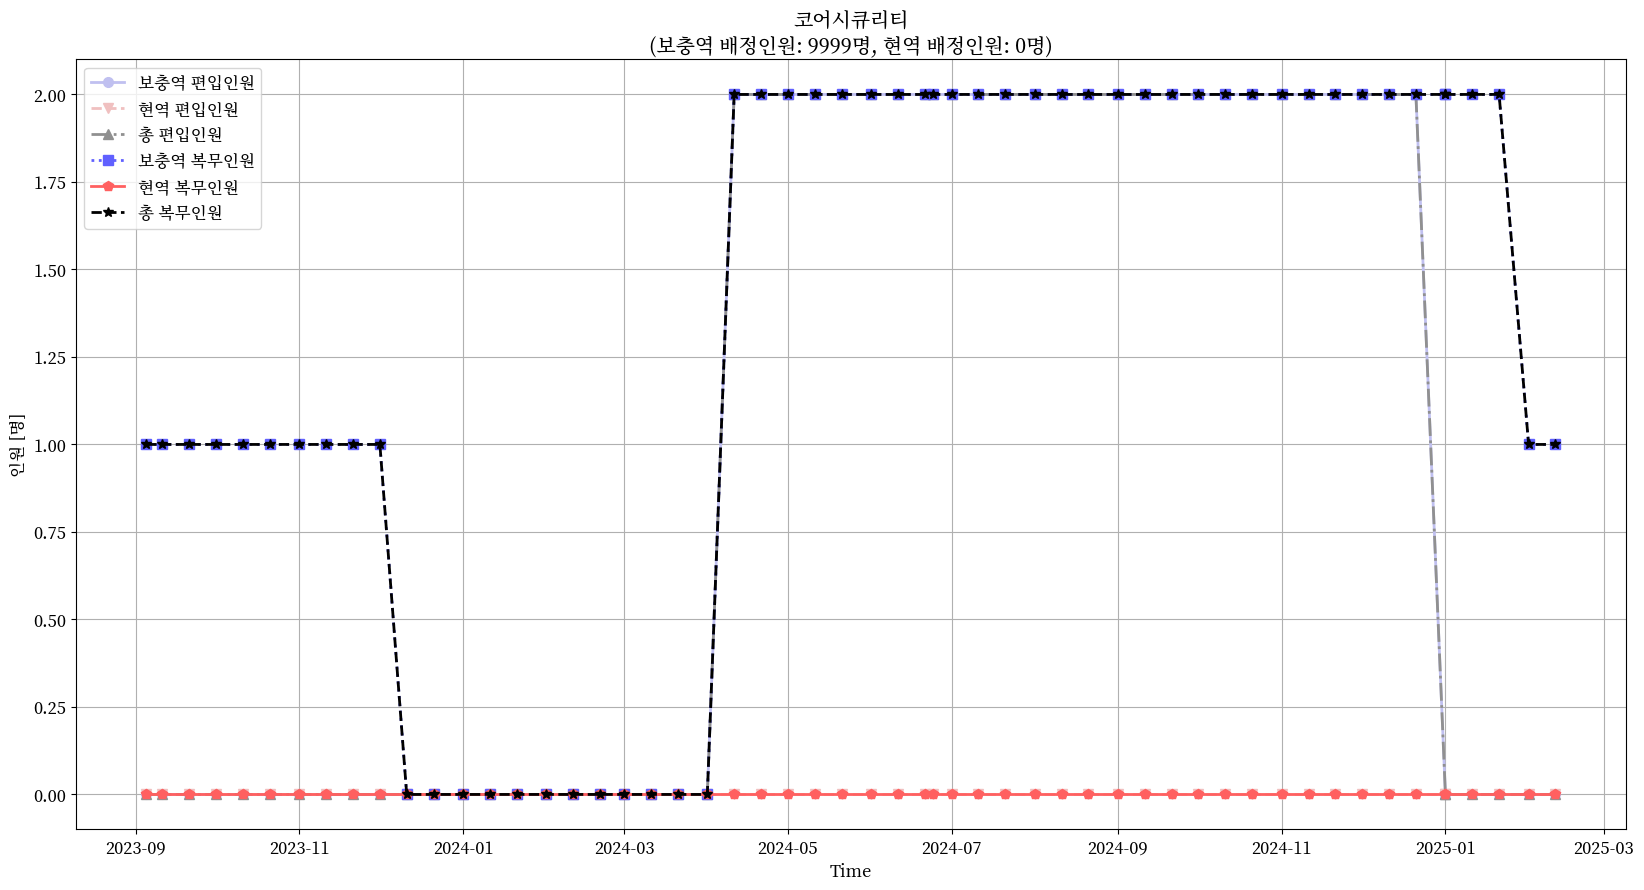 코어시큐리티
(보충역 배정인원: 9999명, 현역 배정인원: 0명)
보충역 편입인원
현역 편입인원
총 편입인원
보충역 복무인원
현역 복무인원
총 복무인원
2.00
1.75
1.50
1.25
1.00
0.75
0.50
0.25
0.00
인원 [명]
2023-09
2023-11
2024-01
2024-03
2024-05
2024-07
2024-09
2024-11
2025-01
2025-03
Time